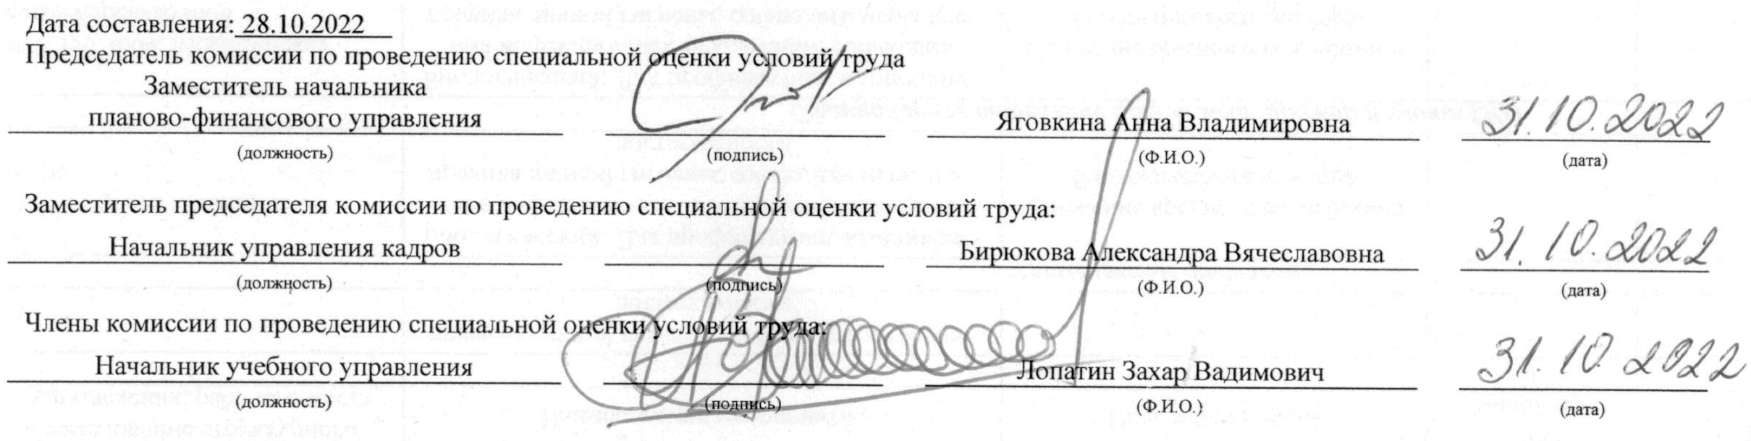 Дата составления: 28.10.2022
Председатель комиссии по проведению специальной оценки условий труда
Заместитель начальника
планово-финансового управления Яговкина Анна Владимировна 31.10.2022
(должность) (подпись) (Ф.И.О.) (дата)
Заместитель председателя комиссии по проведению специальной оценки условий труда:
Начальник управления кадров Бирюкова Александра Вячеславовна 31.10.2022
(должность) (подпись) (Ф.И.О.) (дата)
Члены комиссии по проведению специальной оценки условий труда:
Начальник учебного управления Лопатин Захар Вадимович 31.10.2022
(должность) (подпись) (Ф.И.О.) (дата)